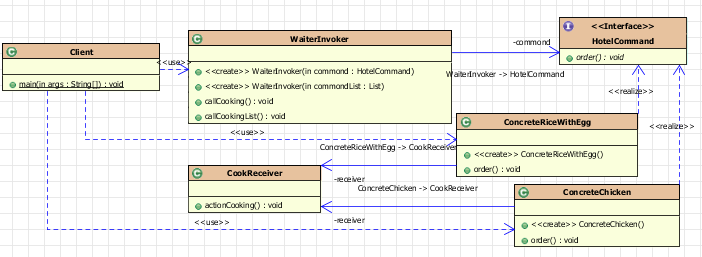 <<Interface>>
HotelCommand
order() : void
WaiterInvoker
<<create>> WaiterInvoker(in commond : HotelCommand)
<<create>> WaiterInvoker(in commondList : List)
callCooking() : void
callCookingList() : void
-commond
WaiterInvoker -> HotelCommand
Client
main(in args : String[]) : void
<<use>>
<<use>>
<<realize>>
<<realize>>
ConcreteRiceWithEgg
<<create>> ConcreteRiceWithEgg()
order() : void
ConcreteRiceWithEgg -> CookReceiver
-receiver
CookReceiver
actionCooking() : void
ConcreteChicken -> CookReceiver
-receiver
<<use>>
ConcreteChicken
<<create>> ConcreteChicken()
order() : void